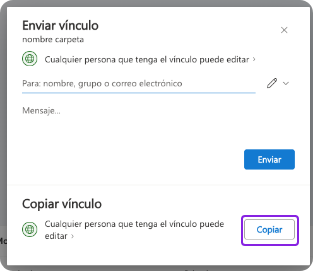 Enviar vínculo
nombre carpeta
Cualquier persona que tenga el vínculo puede editar ›
Para: nombre, grupo o correo electrónico
Mensaje...
Enviar
Copiar vínculo
Cualquier persona que tenga el vínculo puede
editar ›
Copiar